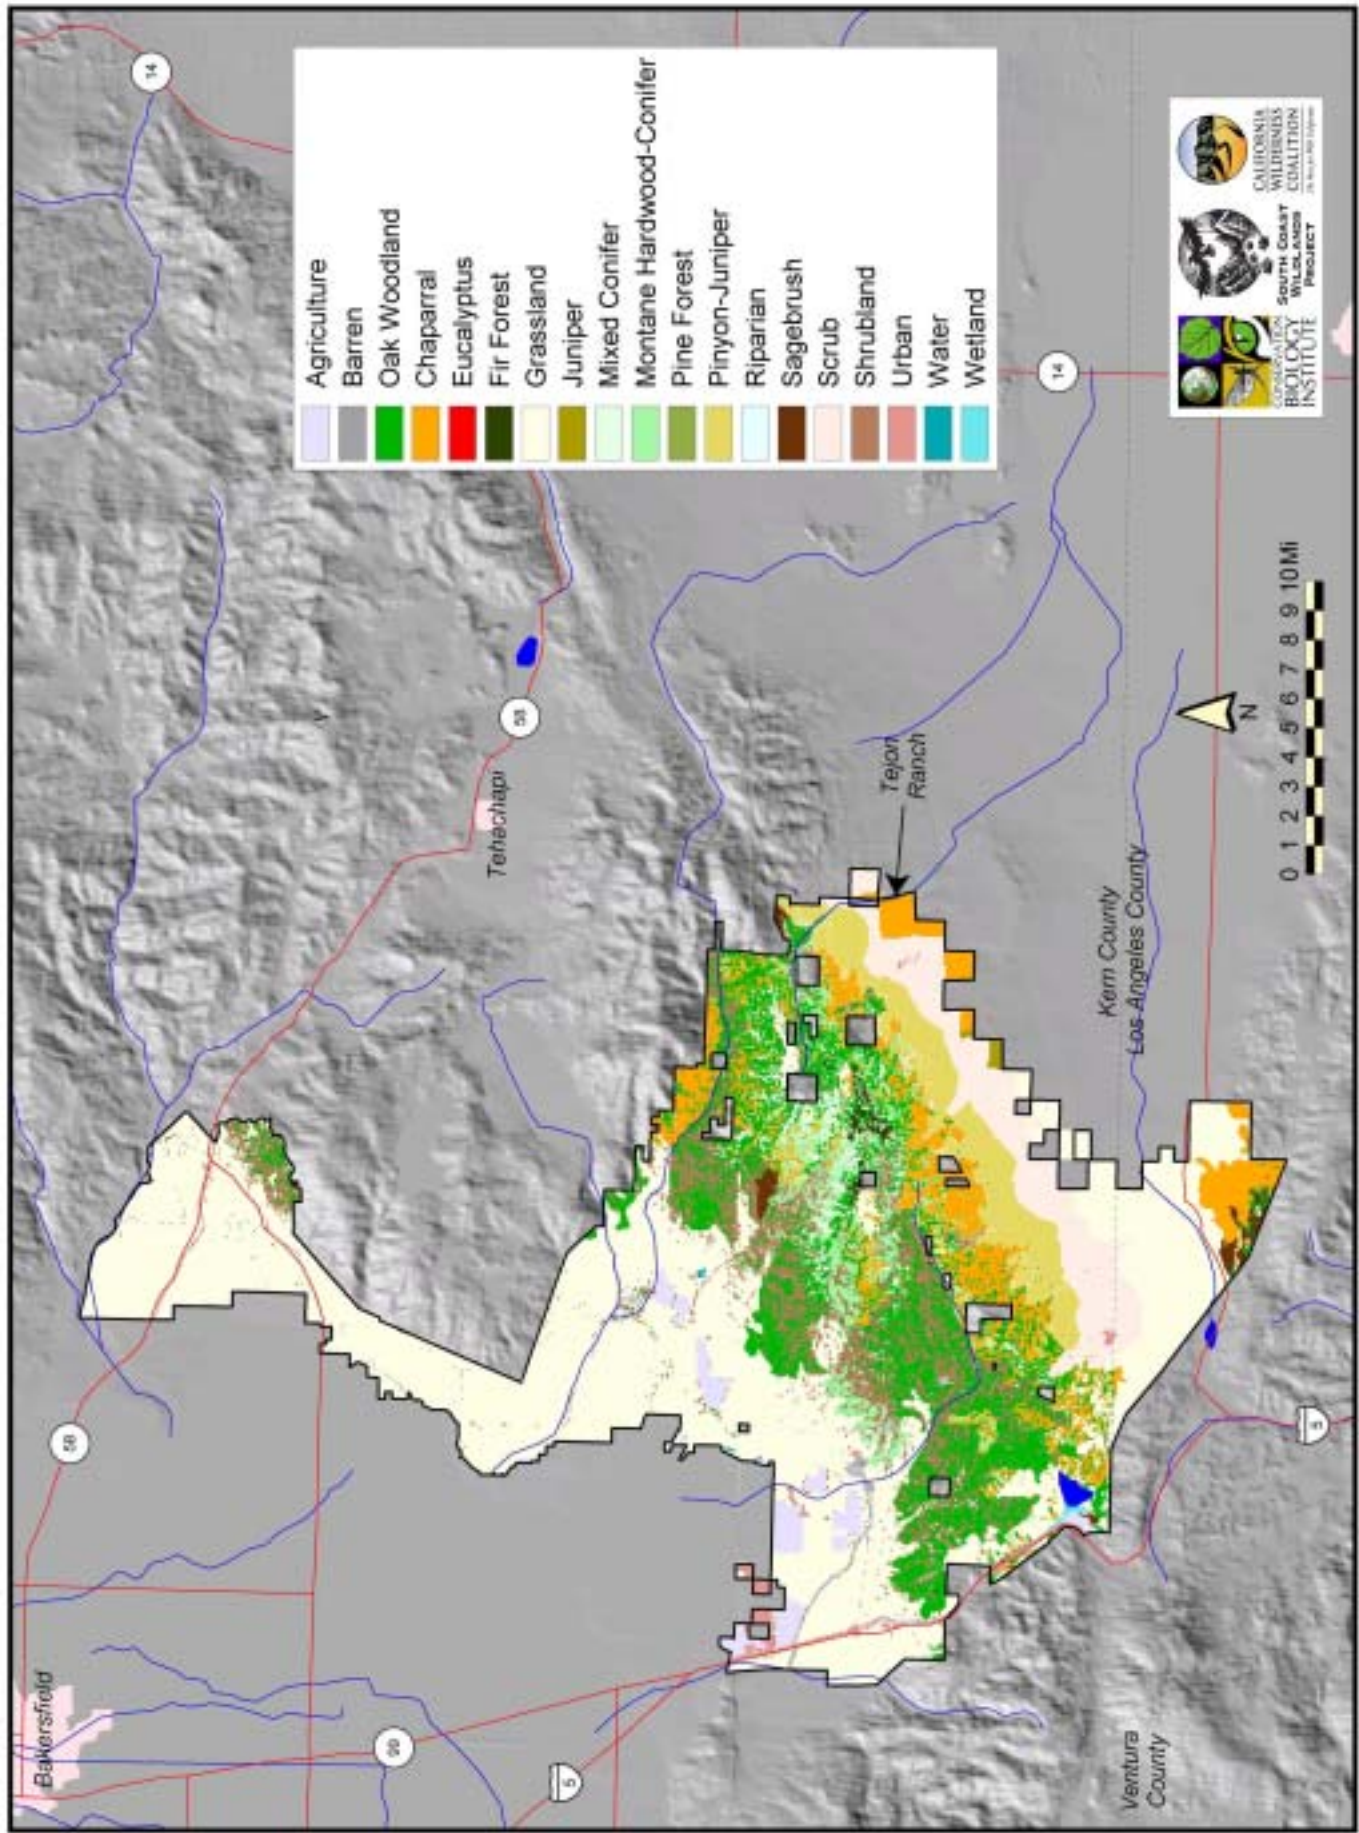 14
Agriculture
Barren
Oak Woodland
Chaparral
Eucalyptus
Fir Forest
Grassland
Juniper
Mixed Conifer
Montane Hardwood-Conifer
Pine Forest
Pinyon-Juniper
Riparian
Sagebrush
Scrub
Shrubland
Urban
Water
Wetland
58
Tehachapi
58
Bakersfield
99
5
Tejon
Ranch
14
Kern County
Los Angeles County
Ventura
County
5
N
0 1 2 3 4 5 6 7 8 9 10 Mi
CONSERVATION
BIOLOGY
INSTITUTE
SOUTH COAST
WILDLANDS
PROJECT
CALIFORNIA
WILDERNESS
COALITION